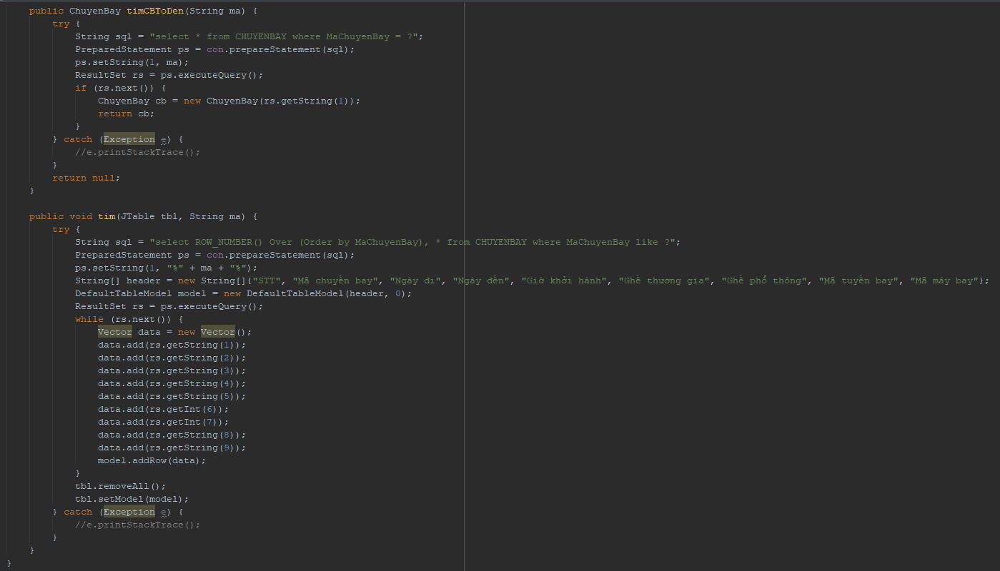 public ChuyenBay timCBToDen(String ma) {
try {
String sql = "select * from CHUYENBAY where MaChuyenBay = ?";
PreparedStatement ps = con.prepareStatement(sql);
ps.setString(1, ma);
ResultSet rs = ps.executeQuery();
if (rs.next()) {
ChuyenBay cb = new ChuyenBay(rs.getString(1));
return cb;
}
} catch (Exception e) {
//e.printStackTrace();
}
return null;
}
public void tim(JTable tbl, String ma) {
try {
String sql = "select ROW_NUMBER() Over (Order by MaChuyenBay), * from CHUYENBAY where MaChuyenBay like ?";
PreparedStatement ps = con.prepareStatement(sql);
ps.setString(1, "%" + ma + "%");
String[] header = new String[]{"STT", "Mã chuyến bay", "Ngày đi", "Ngày đến", "Giờ khởi hành", "Ghế thương gia", "Ghế phổ thông", "Mã tuyến bay", "Mã máy bay"};
DefaultTableModel model = new DefaultTableModel(header, 0);
ResultSet rs = ps.executeQuery();
while (rs.next()) {
Vector data = new Vector();
data.add(rs.getString(1));
data.add(rs.getString(2));
data.add(rs.getString(3));
data.add(rs.getString(4));
data.add(rs.getString(5));
data.add(rs.getInt(6));
data.add(rs.getInt(7));
data.add(rs.getString(8));
data.add(rs.getString(9));
model.addRow(data);
}
tbl.removeAll();
tbl.setModel(model);
} catch (Exception e) {
//e.printStackTrace();
}
}
}